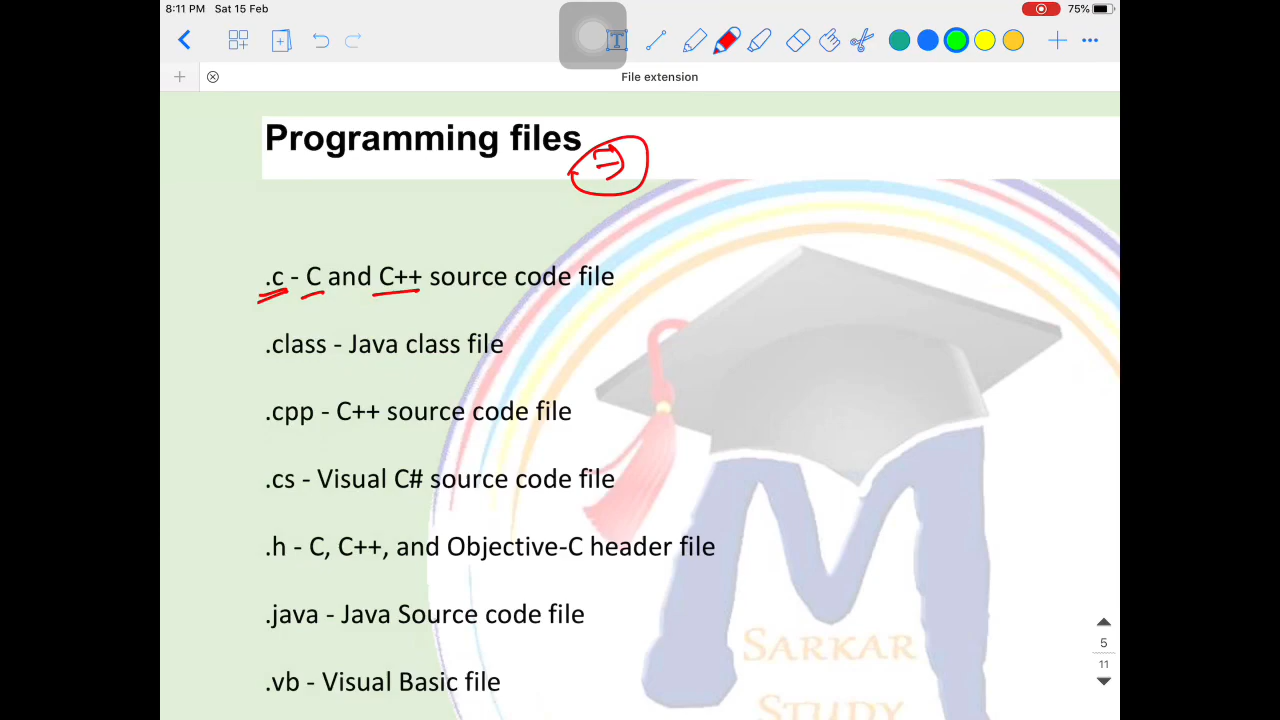 8:11 PM Sat 15 Feb
75%
T
File extension
Programming files
.c - C and C++ source code file
.class - Java class file
.cpp - C++ source code file
.cs - Visual C# source code file
.h - C, C++, and Objective-C header file
.java - Java Source code file
.vb - Visual Basic file
5
11
SARKAR
STUDY